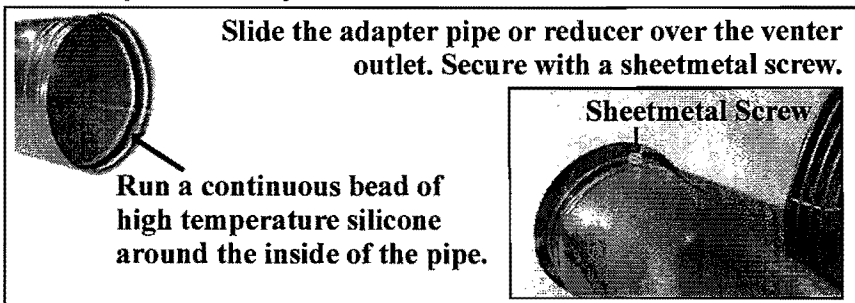 Slide the adapter pipe or reducer over the venter
outlet. Secure with a sheetmetal screw.
Sheetmetal Screw
Run a continuous bead of
high temperature silicone
around the inside of the pipe.